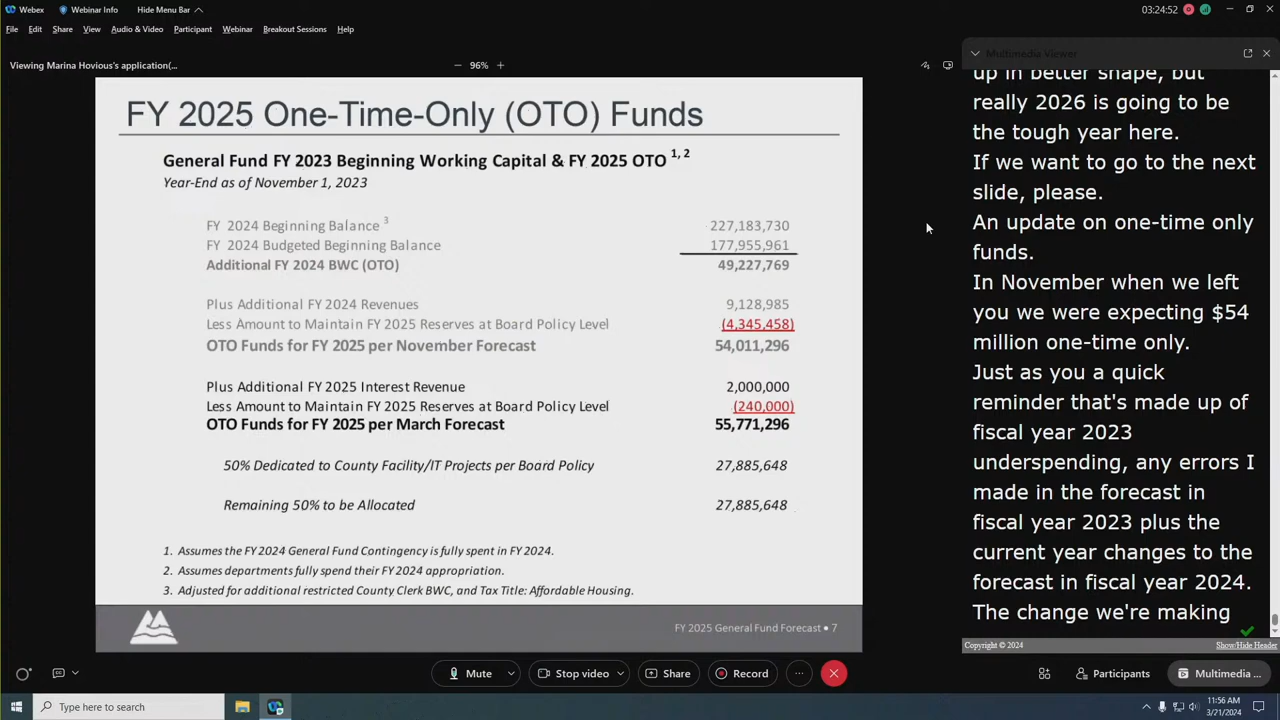 Webex Webinar Info Hide Menu Bar 03:24:52
File Edit Share View Audio & Video Participant Webinar Breakout Sessions Help
Viewing Marina Hovious's application(... 96%
FY 2025 One-Time-Only (OTO) Funds
General Fund FY 2023 Beginning Working Capital & FY 2025 OTO 1, 2
Year-End as of November 1, 2023
FY 2024 Beginning Balance 3 227,183,730
FY 2024 Budgeted Beginning Balance 177,955,961
Additional FY 2024 BWC (OTO) 49,227,769
Plus Additional FY 2024 Revenues 9,128,985
Less Amount to Maintain FY 2025 Reserves at Board Policy Level (4,345,458)
OTO Funds for FY 2025 per November Forecast 54,011,296
Plus Additional FY 2025 Interest Revenue 2,000,000
Less Amount to Maintain FY 2025 Reserves at Board Policy Level (240,000)
OTO Funds for FY 2025 per March Forecast 55,771,296
50% Dedicated to County Facility/IT Projects per Board Policy 27,885,648
Remaining 50% to be Allocated 27,885,648
1. Assumes the FY 2024 General Fund Contingency is fully spent in FY 2024.
2. Assumes departments fully spend their FY 2024 appropriation.
3. Adjusted for additional restricted County Clerk BWC, and Tax Title: Affordable Housing.
FY 2025 General Fund Forecast • 7
Multimedia Viewer
up in better shape, but
really 2026 is going to be
the tough year here.
If we want to go to the next
slide, please.
An update on one-time only
funds.
In November when we left
you we were expecting $54
million one-time only.
Just as you a quick
reminder that's made up of
fiscal year 2023
underspending, any errors I
made in the forecast in
fiscal year 2023 plus the
current year changes to the
forecast in fiscal year 2024.
The change we're making
Copyright © 2024 Show/Hide Header
Mute Stop video Share Record Participants Multimedia ...
Type here to search
11:56 AM
3/21/2024